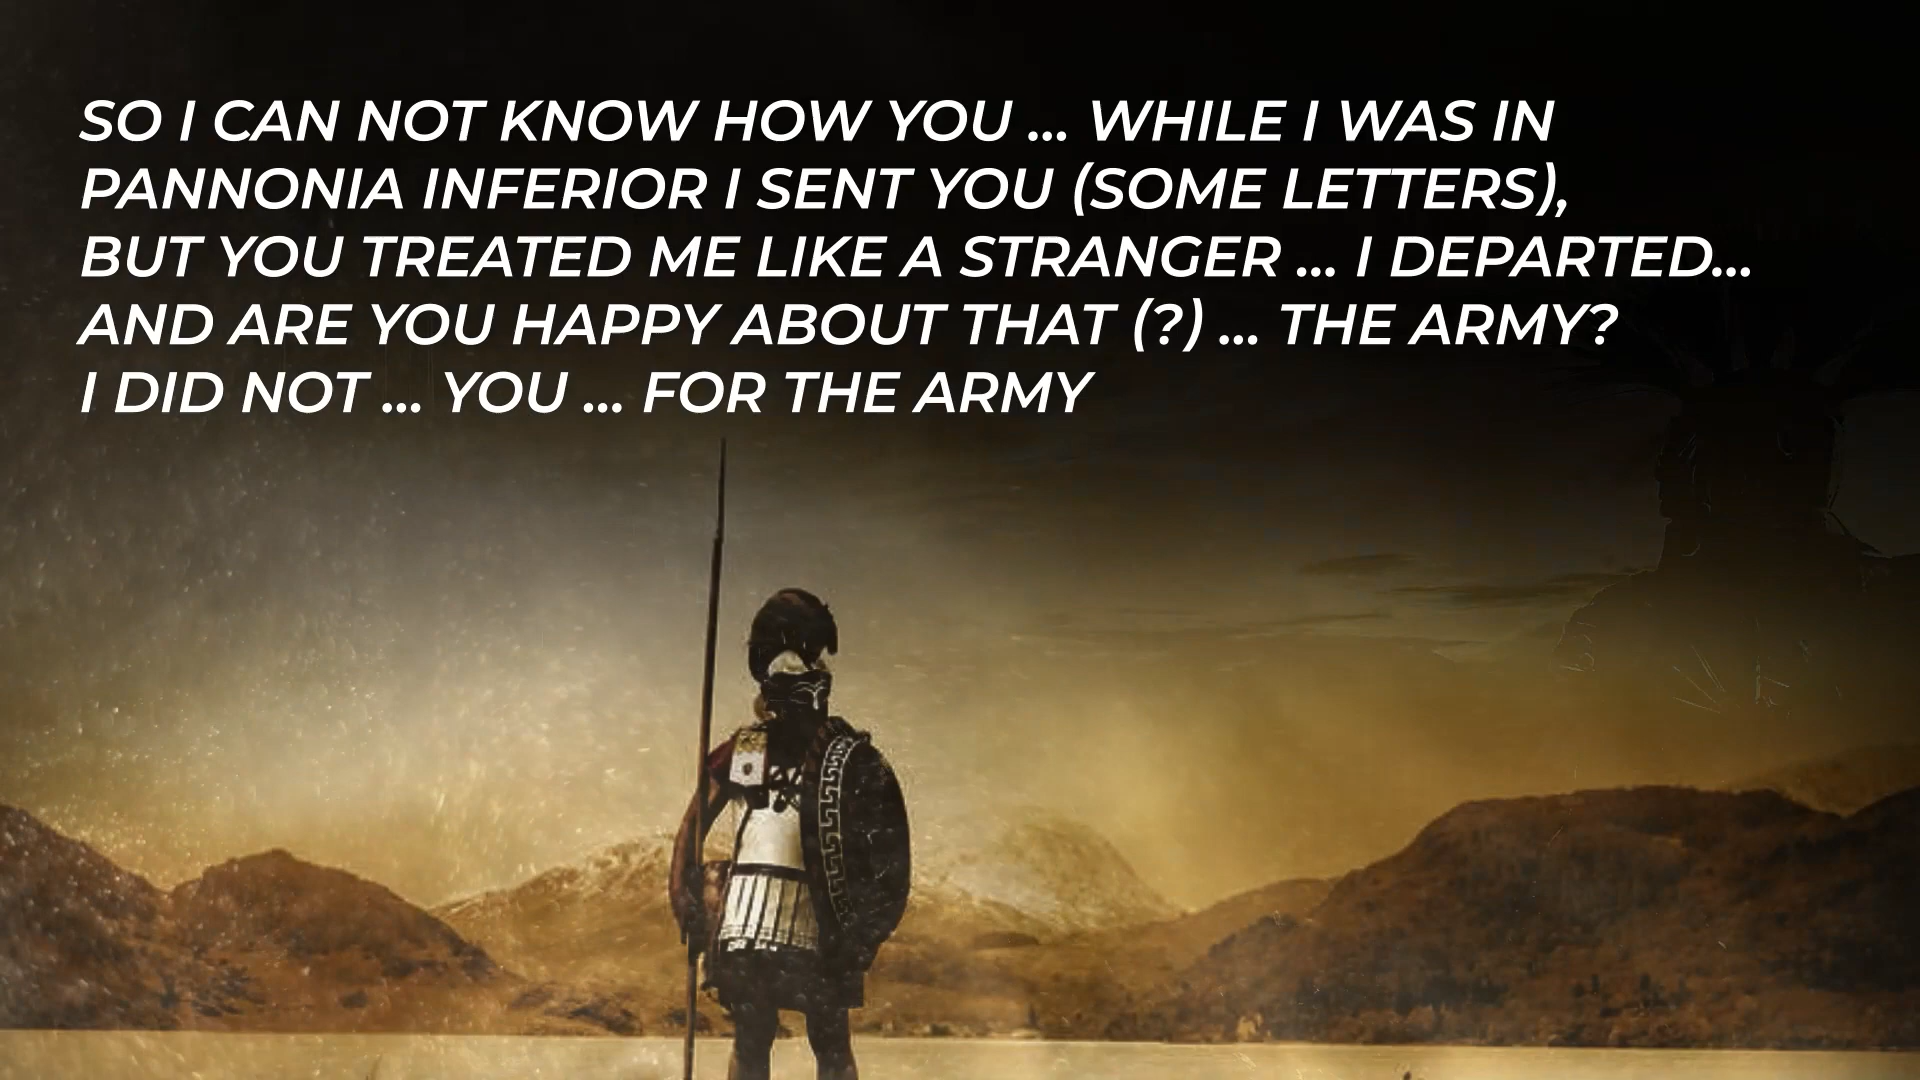 SO I CAN NOT KNOW HOW YOU ... WHILE I WAS IN
PANNONIA INFERIOR I SENT YOU (SOME LETTERS),
BUT YOU TREATED ME LIKE A STRANGER ... I DEPARTED...
AND ARE YOU HAPPY ABOUT THAT (?) ... THE ARMY?
I DID NOT ... YOU ... FOR THE ARMY